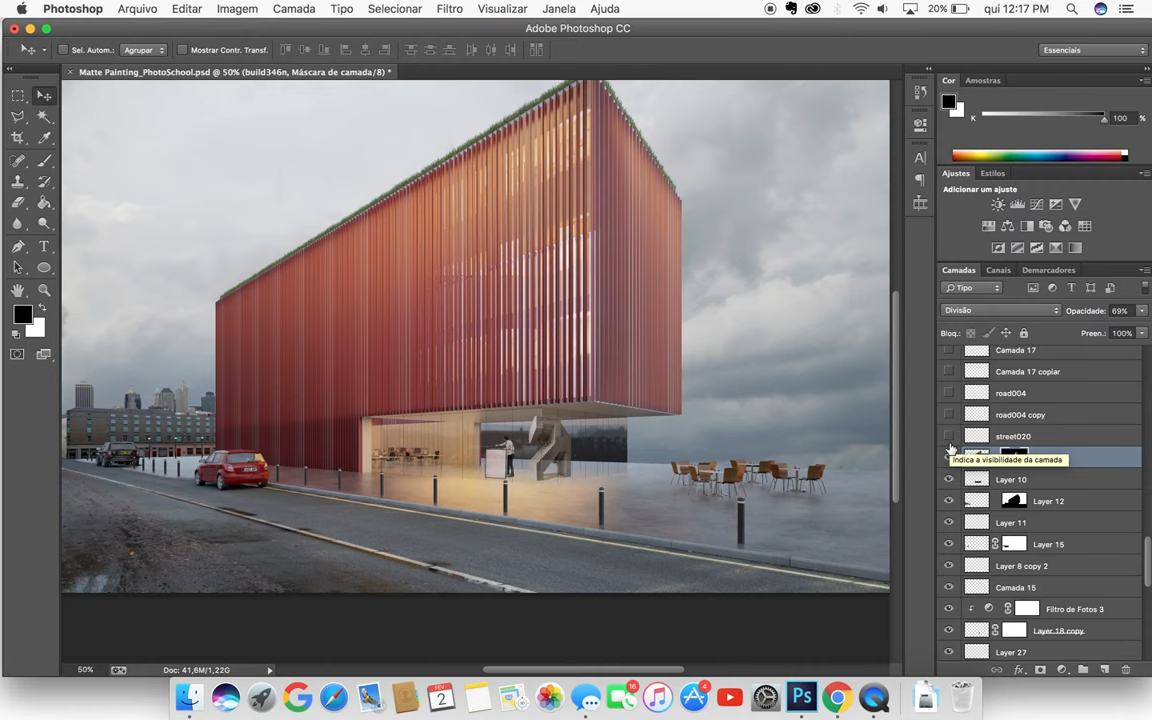 Photoshop Arquivo Editar Imagem Camada Tipo Selecionar Filtro Visualizar Janela Ajuda 20% qui 12:17 PM
Adobe Photoshop CC
Sel. Autom.: Agrupar Mostrar Contr. Transf. Essenciais
Matte Painting_PhotoSchool.psd @ 50% (build346n, Máscara de camada/8) *
Cor Amostras
K 100 %
Ajustes Estilos
Adicionar um ajuste
Camadas Canais Demarcadores
Tipo
Divisão Opacidade: 69%
Bloq.: Preen.: 100%
Camada 17
Camada 17 copiar
road004
road004 copy
street020
Indica a visibilidade da camada
Layer 10
Layer 12
Layer 11
Layer 15
Layer 8 copy 2
Camada 15
Filtro de Fotos 3
Layer 18 copy
Layer 27
50% Doc: 41,6M/1,22G
FEV
2
16
4
Ps